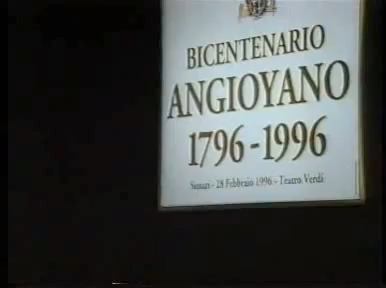 BICENTENARIO
ANGIOYANO
1796-1996
Sassari - 28 Febbraio 1996 - Teatro Verdi